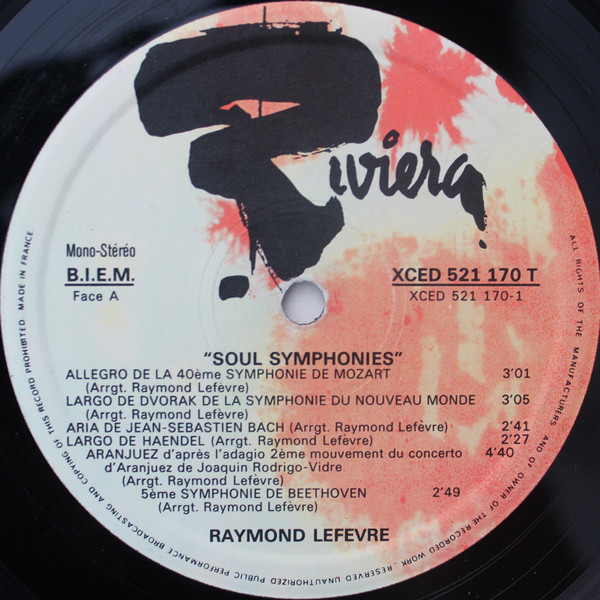 Riviera
Mono-Stéréo
B.I.E.M.
Face A
XCED 521 170 T
XCED 521 170-1
"SOUL SYMPHONIES"
ALLEGRO DE LA 40ème SYMPHONIE DE MOZART 3'01
(Arrgt. Raymond Lefèvre)
LARGO DE DVORAK DE LA SYMPHONIE DU NOUVEAU MONDE 3'05
(Arrgt. Raymond Lefèvre)
ARIA DE JEAN-SEBASTIEN BACH (Arrgt. Raymond Lefèvre) 2'41
LARGO DE HAENDEL (Arrgt. Raymond Lefèvre) 2'27
ARANJUEZ d'après l'adagio 2ème mouvement du concerto 4'40
d'Aranjuez de Joaquin Rodrigo-Vidre
(Arrgt. Raymond Lefèvre)
5ème SYMPHONIE DE BEETHOVEN 2'49
(Arrgt. Raymond Lefèvre)
RAYMOND LEFEVRE
ALL RIGHTS OF THE MANUFACTURERS AND OF OWNER OF THE RECORDED WORK RESERVED UNAUTHORIZED PUBLIC PERFORMANCE BROADCASTING AND COPYING OF THIS RECORD PROHIBITED. MADE IN FRANCE